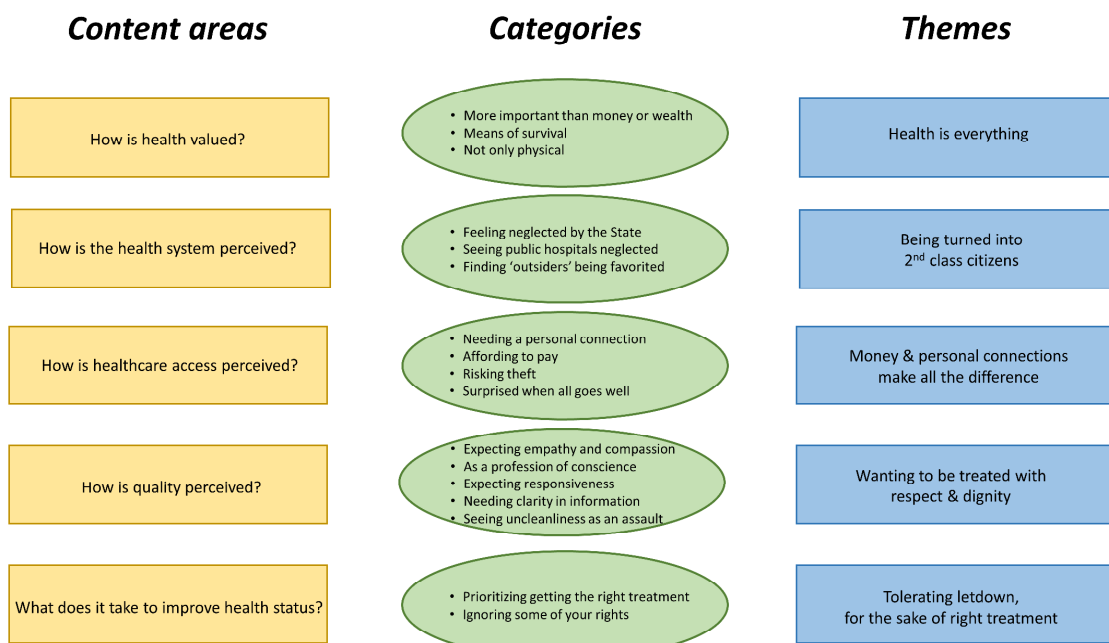 Content areas
Categories
Themes
How is health valued?
• More important than money or wealth
• Means of survival
• Not only physical
Health is everything
How is the health system perceived?
• Feeling neglected by the State
• Seeing public hospitals neglected
• Finding ‘outsiders’ being favored
Being turned into
2nd class citizens
How is healthcare access perceived?
• Needing a personal connection
• Affording to pay
• Risking theft
• Surprised when all goes well
Money & personal connections
make all the difference
How is quality perceived?
• Expecting empathy and compassion
• As a profession of conscience
• Expecting responsiveness
• Needing clarity in information
• Seeing uncleanliness as an assault
Wanting to be treated with
respect & dignity
What does it take to improve health status?
• Prioritizing getting the right treatment
• Ignoring some of your rights
Tolerating letdown,
for the sake of right treatment